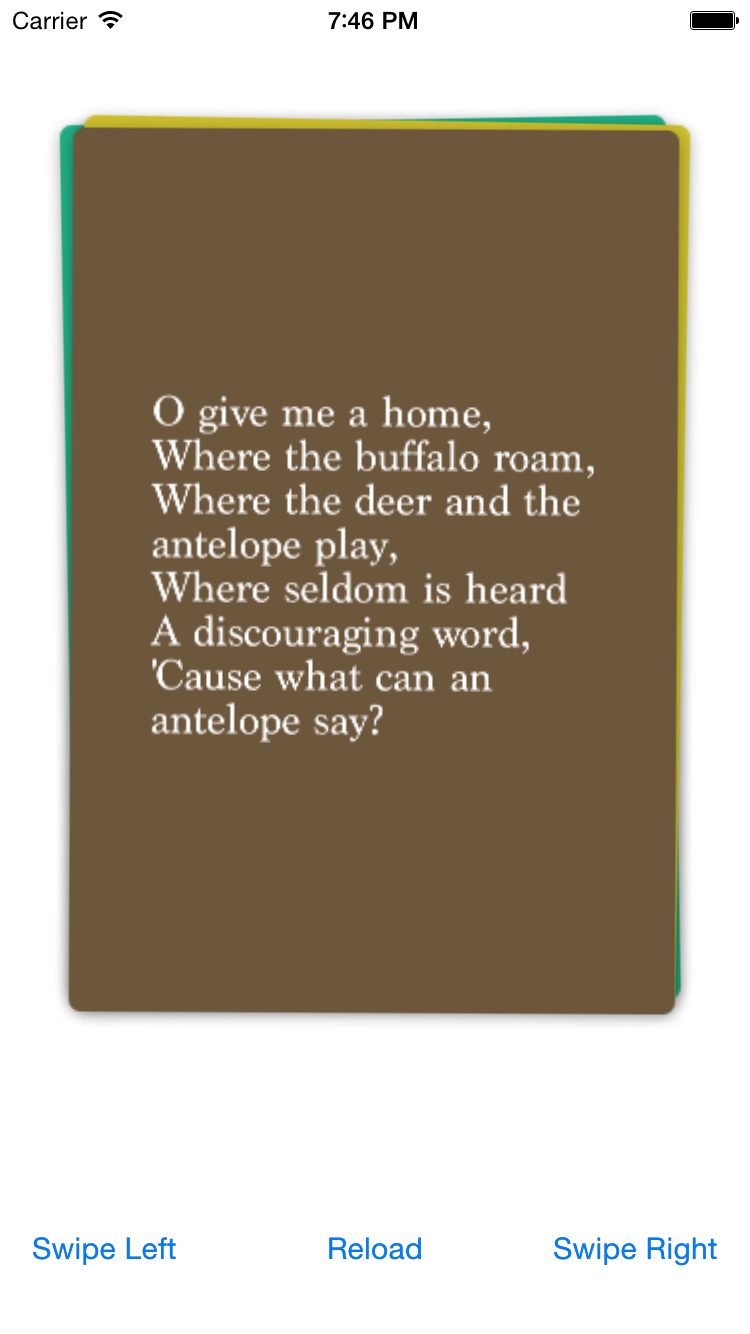 Carrier 7:46 PM
O give me a home,
Where the buffalo roam,
Where the deer and the
antelope play,
Where seldom is heard
A discouraging word,
'Cause what can an
antelope say?
Swipe Left Reload Swipe Right